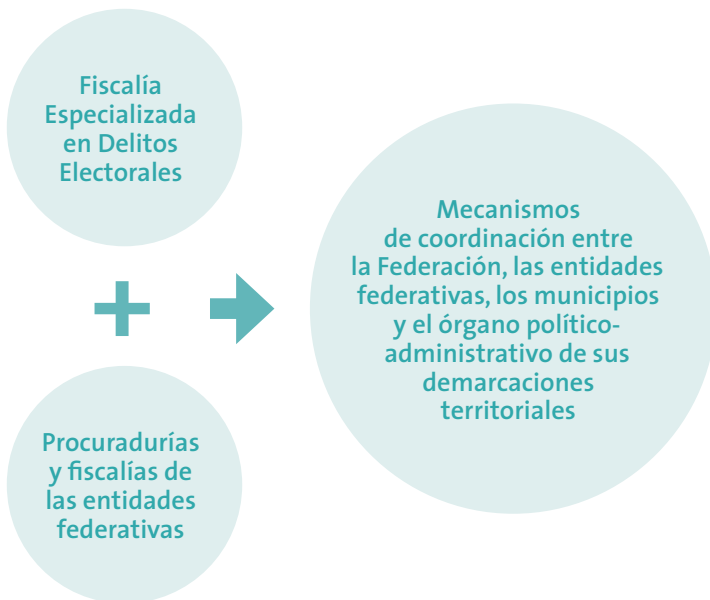 Fiscalía
Especializada
en Delitos
Electorales
+
Procuradurías
y fiscalías de
las entidades
federativas
Mecanismos
de coordinación entre
la Federación, las entidades
federativas, los municipios
y el órgano político-
administrativo de sus
demarcaciones
territoriales